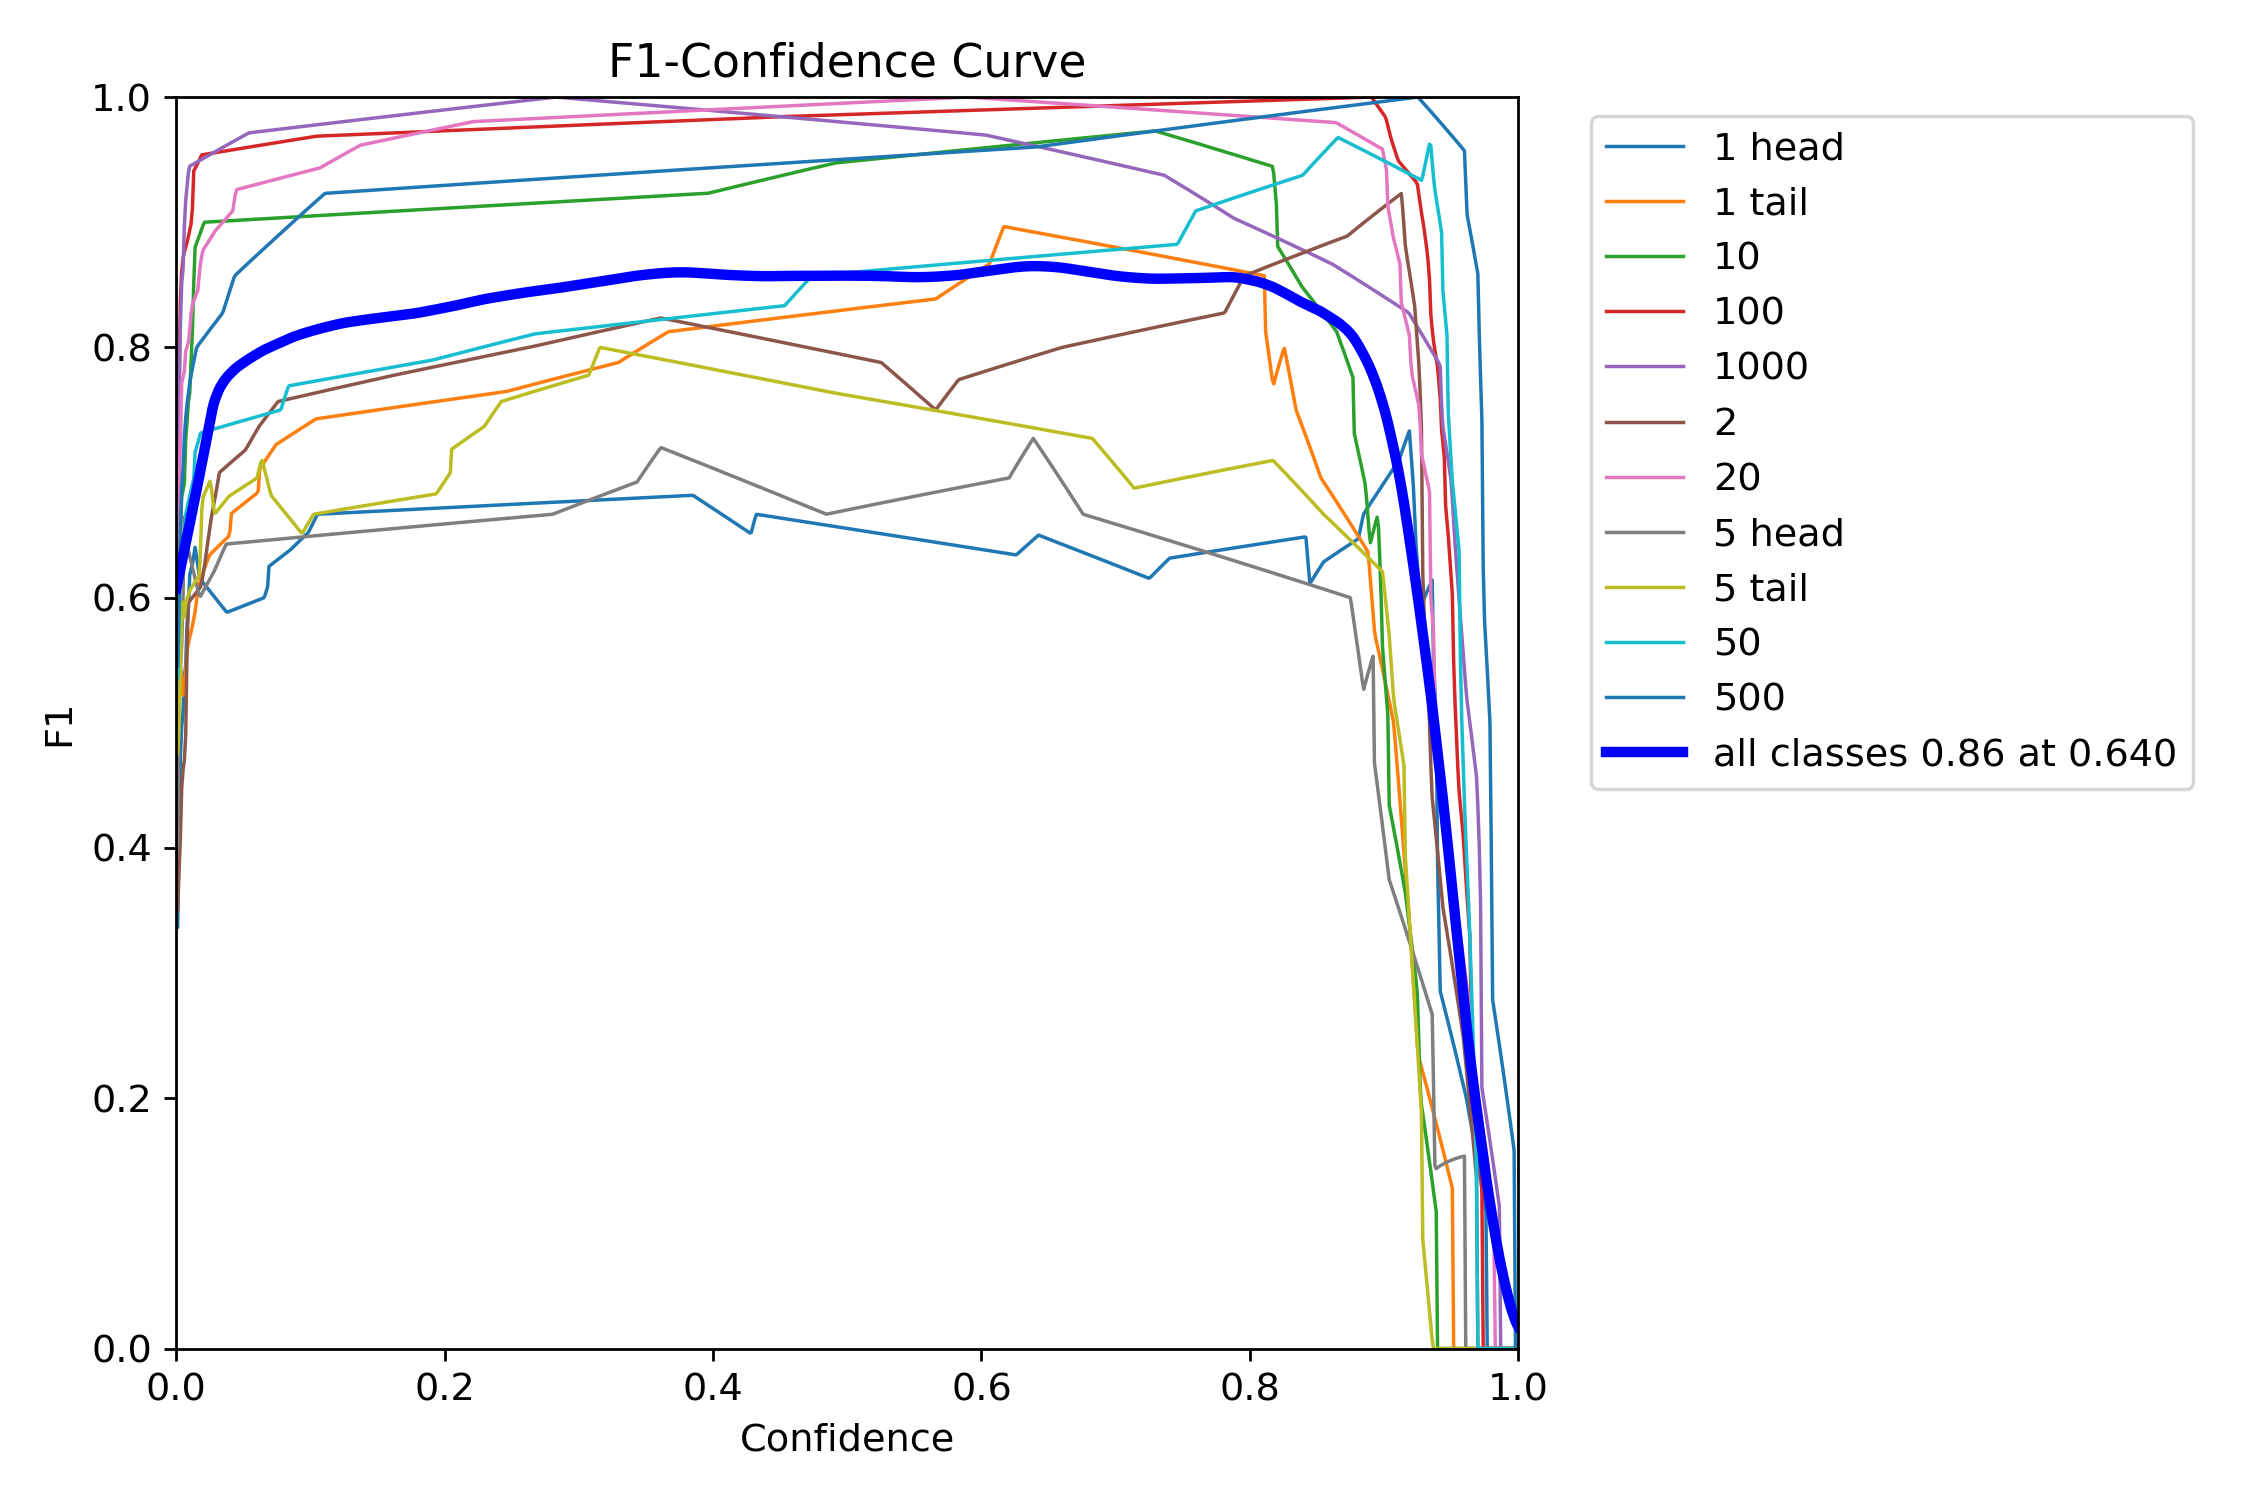 F1-Confidence Curve
1.0
0.8
0.6
0.4
0.2
0.0
F1
0.0 0.2 0.4 0.6 0.8 1.0
Confidence
1 head
1 tail
10
100
1000
2
20
5 head
5 tail
50
500
all classes 0.86 at 0.640